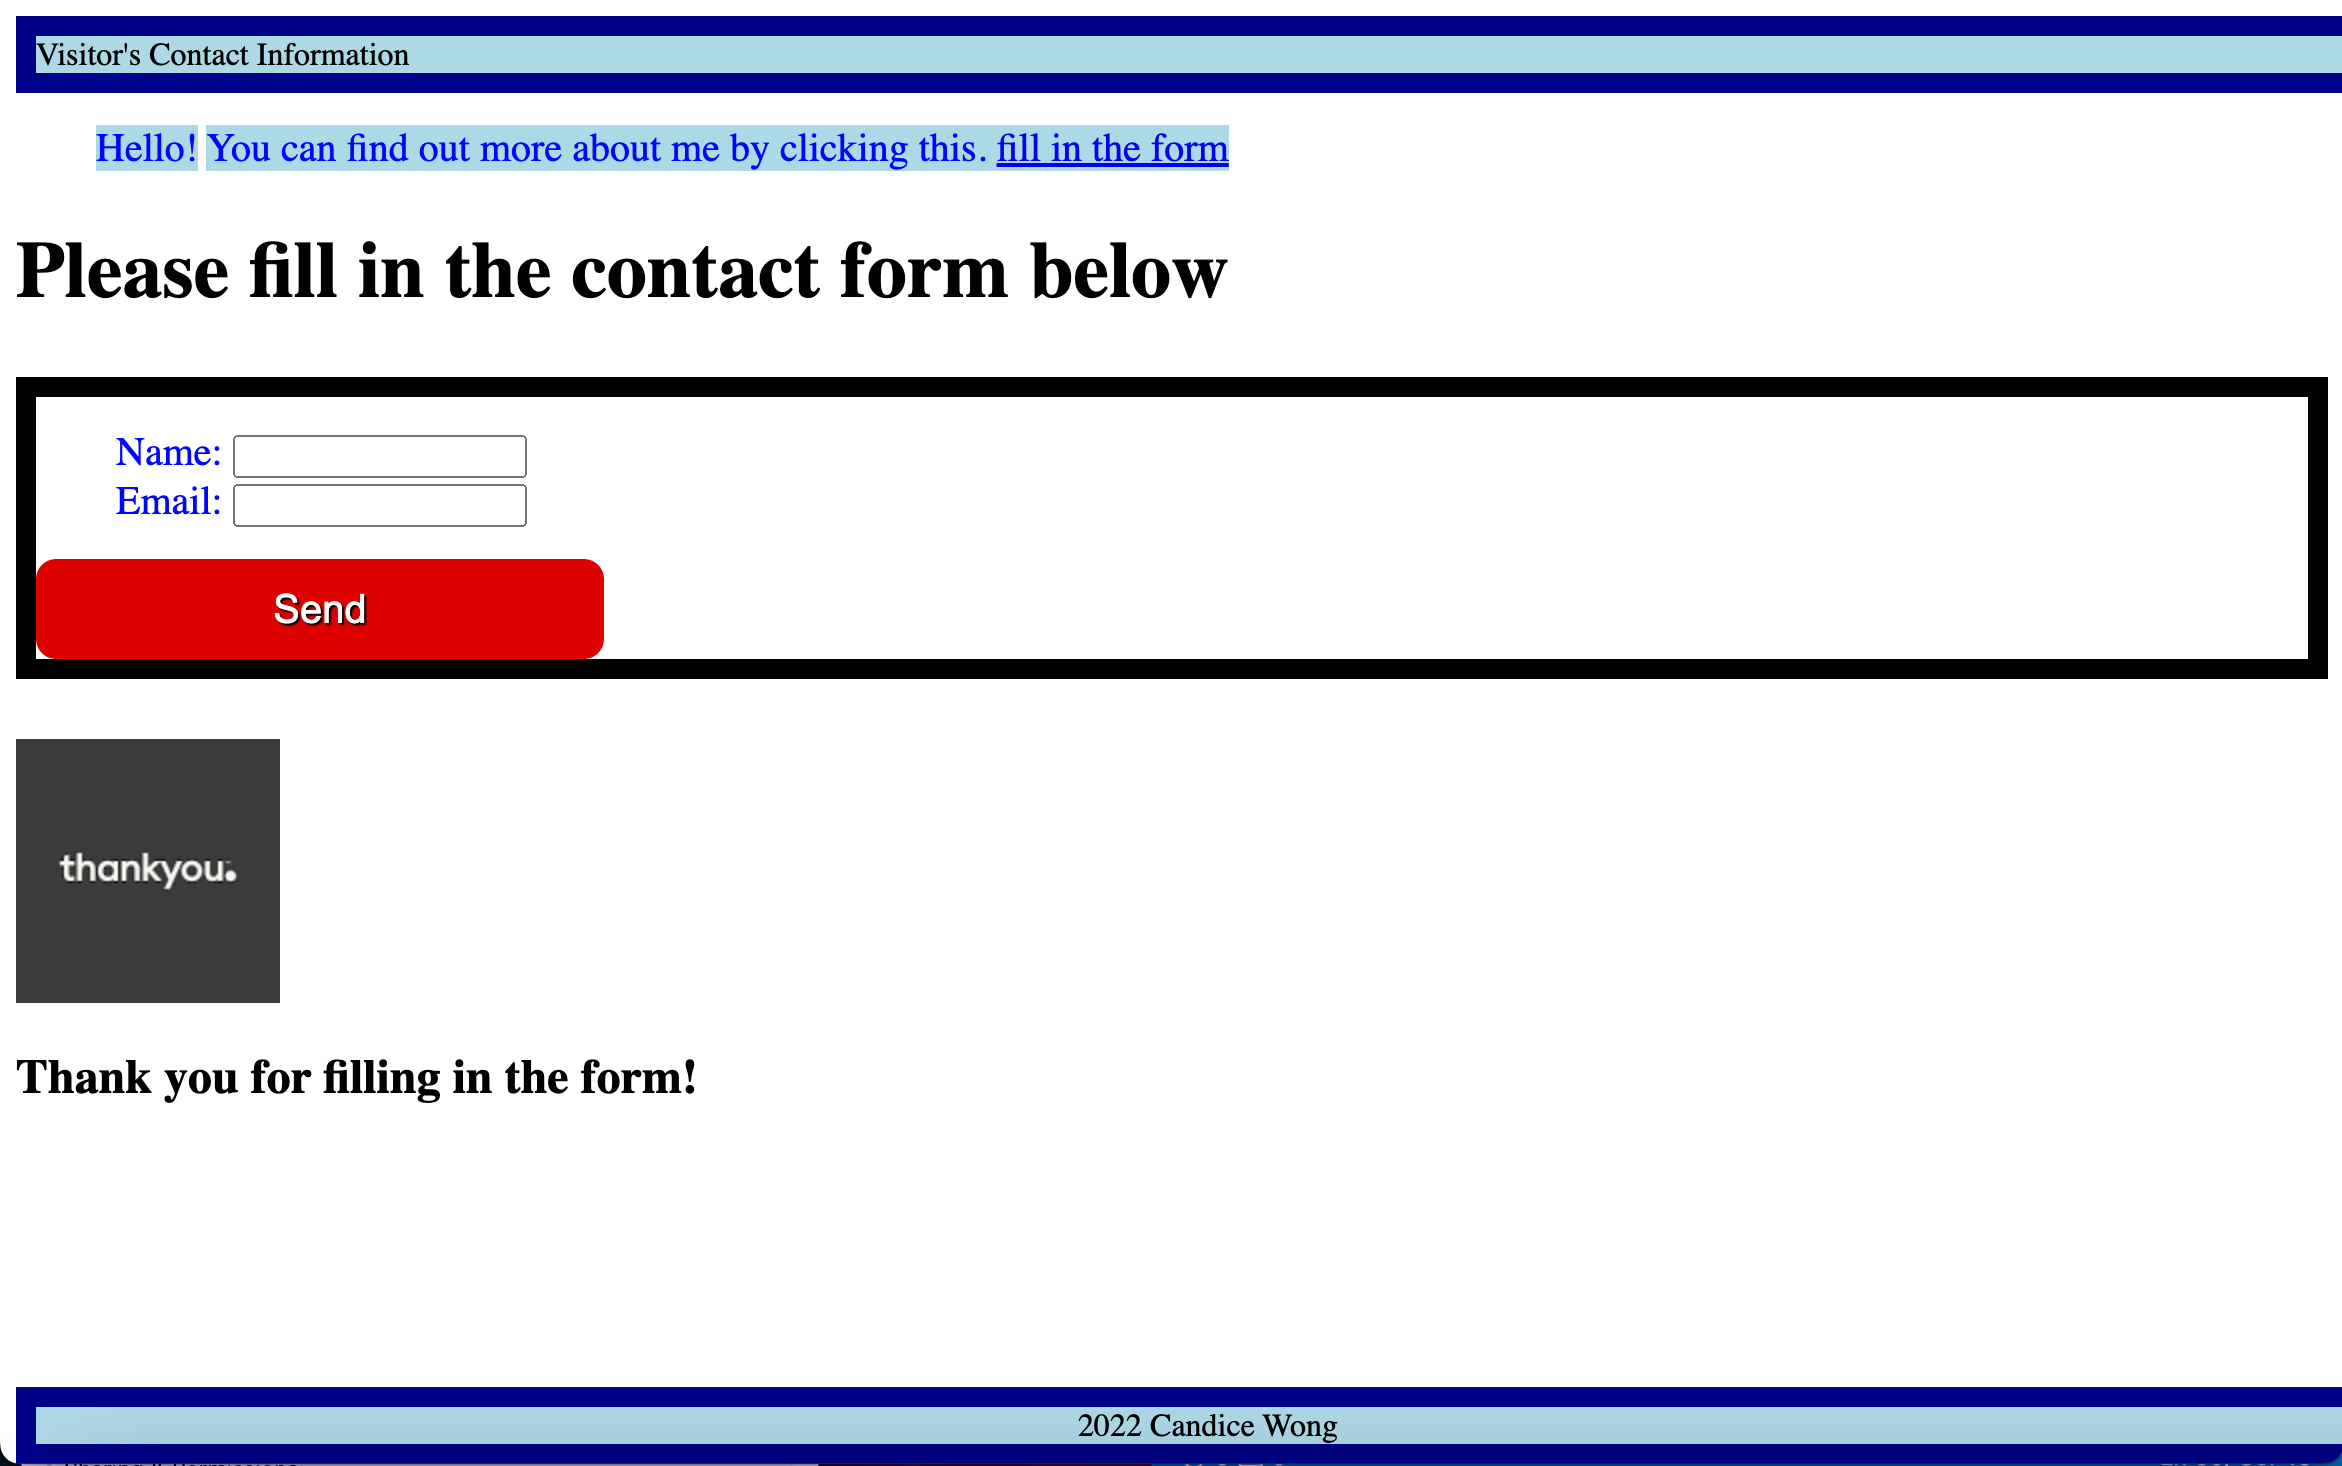 Visitor's Contact Information
Hello! You can find out more about me by clicking this. fill in the form
Please fill in the contact form below
Name:
Email:
Send
thankyou.
Thank you for filling in the form!
2022 Candice Wong